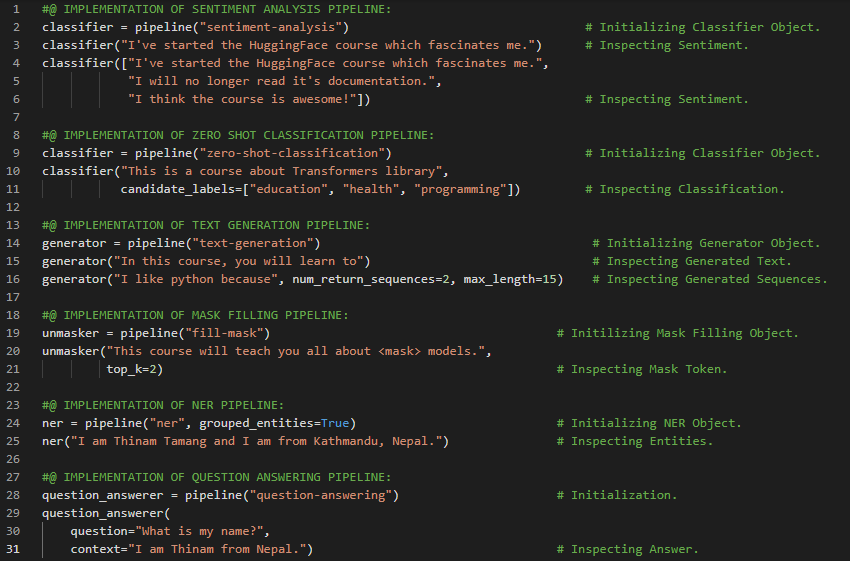 1 #@ IMPLEMENTATION OF SENTIMENT ANALYSIS PIPELINE:
2 classifier = pipeline("sentiment-analysis") # Initializing Classifier Object.
3 classifier("I've started the HuggingFace course which fascinates me.") # Inspecting Sentiment.
4 classifier(["I've started the HuggingFace course which fascinates me.",
5 "I will no longer read it's documentation.",
6 "I think the course is awesome!"]) # Inspecting Sentiment.
7
8 #@ IMPLEMENTATION OF ZERO SHOT CLASSIFICATION PIPELINE:
9 classifier = pipeline("zero-shot-classification") # Initializing Classifier Object.
10 classifier("This is a course about Transformers library",
11 candidate_labels=["education", "health", "programming"]) # Inspecting Classification.
12
13 #@ IMPLEMENTATION OF TEXT GENERATION PIPELINE:
14 generator = pipeline("text-generation") # Initializing Generator Object.
15 generator("In this course, you will learn to") # Inspecting Generated Text.
16 generator("I like python because", num_return_sequences=2, max_length=15) # Inspecting Generated Sequences.
17
18 #@ IMPLEMENTATION OF MASK FILLING PIPELINE:
19 unmasker = pipeline("fill-mask") # Initilizing Mask Filling Object.
20 unmasker("This course will teach you all about <mask> models.",
21 top_k=2) # Inspecting Mask Token.
22
23 #@ IMPLEMENTATION OF NER PIPELINE:
24 ner = pipeline("ner", grouped_entities=True) # Initializing NER Object.
25 ner("I am Thinam Tamang and I am from Kathmandu, Nepal.") # Inspecting Entities.
26
27 #@ IMPLEMENTATION OF QUESTION ANSWERING PIPELINE:
28 question_answerer = pipeline("question-answering") # Initialization.
29 question_answerer(
30 question="What is my name?",
31 context="I am Thinam from Nepal.") # Inspecting Answer.